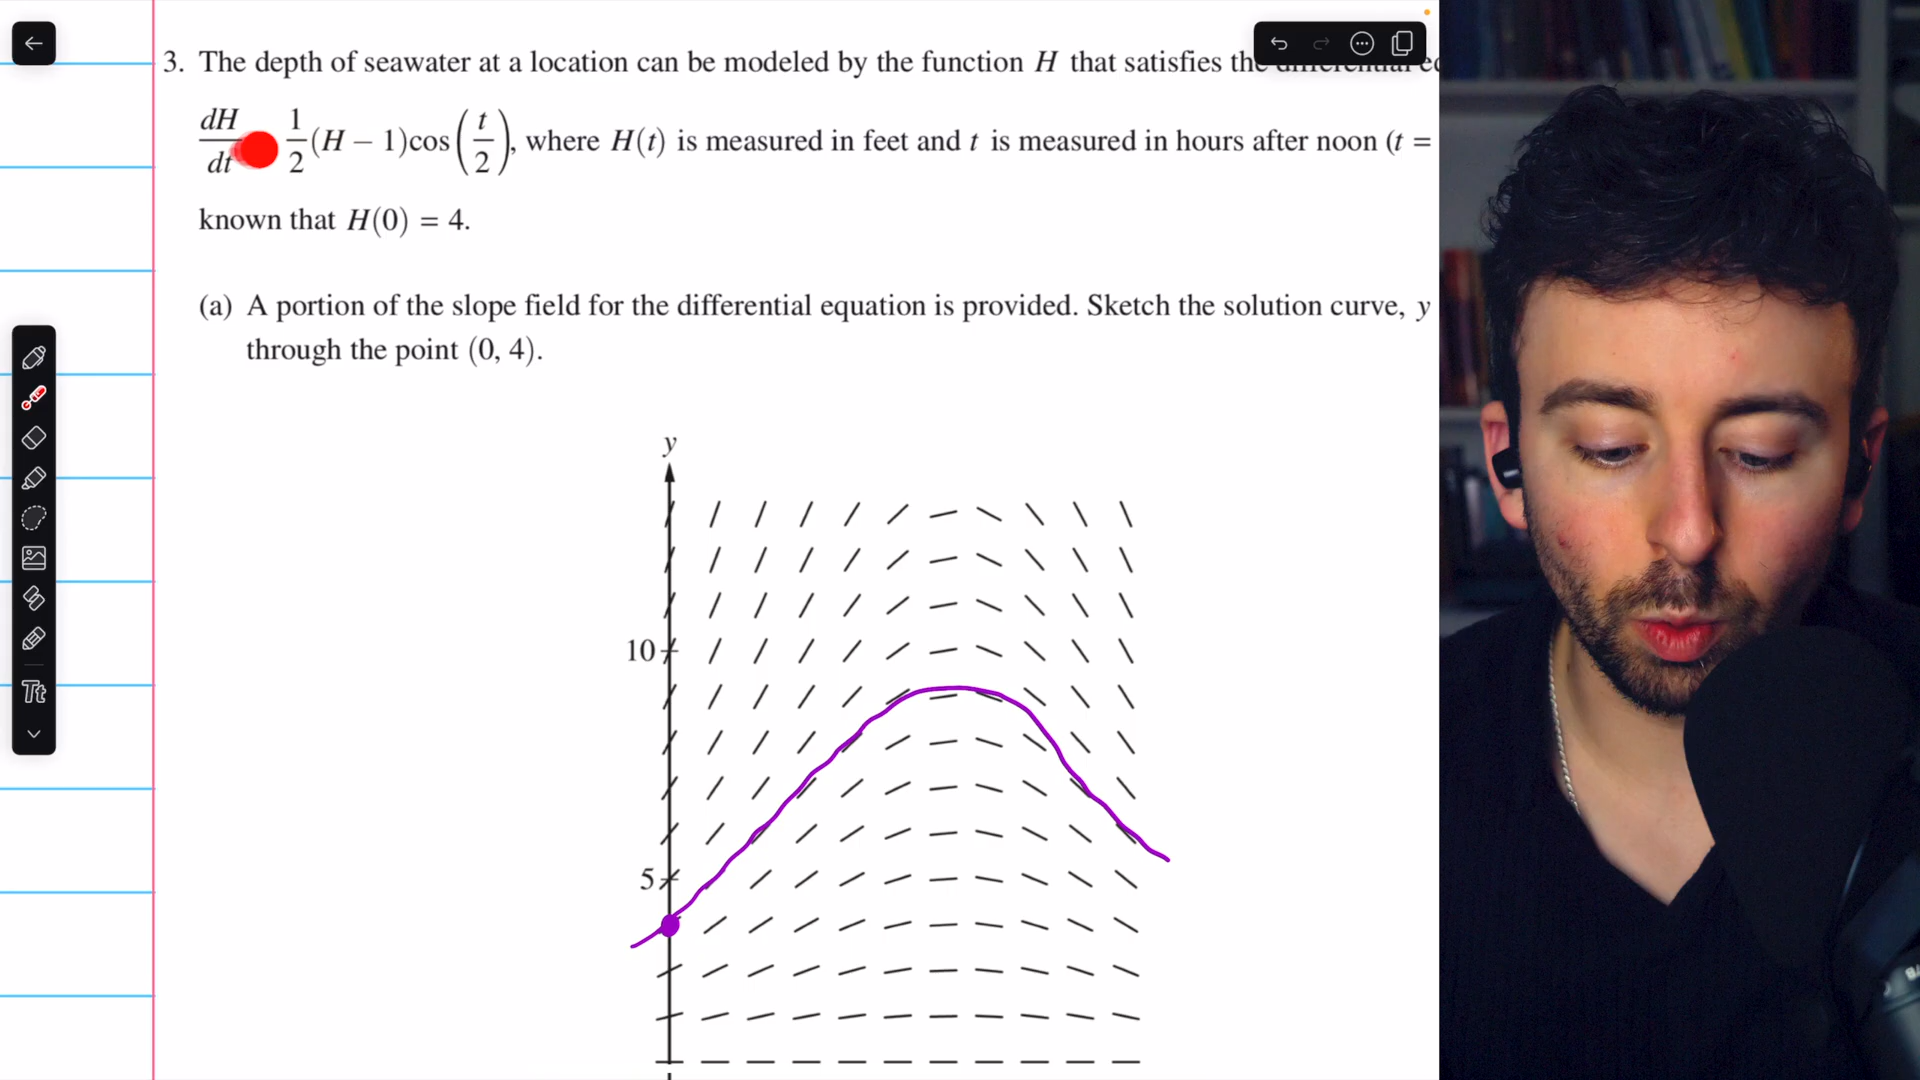 3. The depth of seawater at a location can be modeled by the function H that satisfies the
dH/dt 1/2 (H − 1)cos(t/2), where H(t) is measured in feet and t is measured in hours after noon (t =
known that H(0) = 4.
(a) A portion of the slope field for the differential equation is provided. Sketch the solution curve, y
through the point (0, 4).
y
10
5
Tt